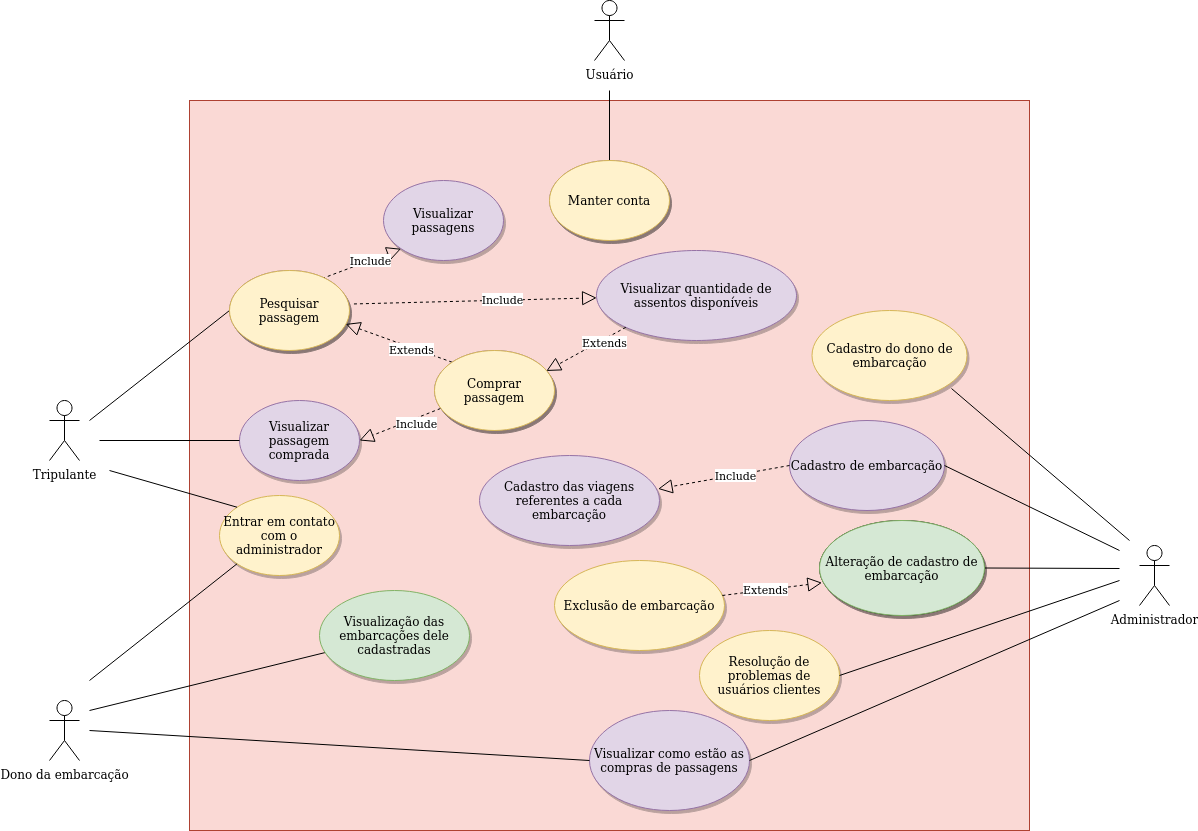 Usuário
Manter conta
Visualizar
passagens
Include
Pesquisar
passagem
Include
Visualizar quantidade de
assentos disponíveis
Extends
Extends
Comprar
passagem
Include
Visualizar
passagem
comprada
Cadastro do dono de
embarcação
Tripulante
Cadastro de embarcação
Include
Cadastro das viagens
referentes a cada
embarcação
Entrar em contato
com o
administrador
Alteração de cadastro de
embarcação
Extends
Exclusão de embarcação
Administrador
Visualização das
embarcações dele
cadastradas
Resolução de
problemas de
usuários clientes
Dono da embarcação
Visualizar como estão as
compras de passagens